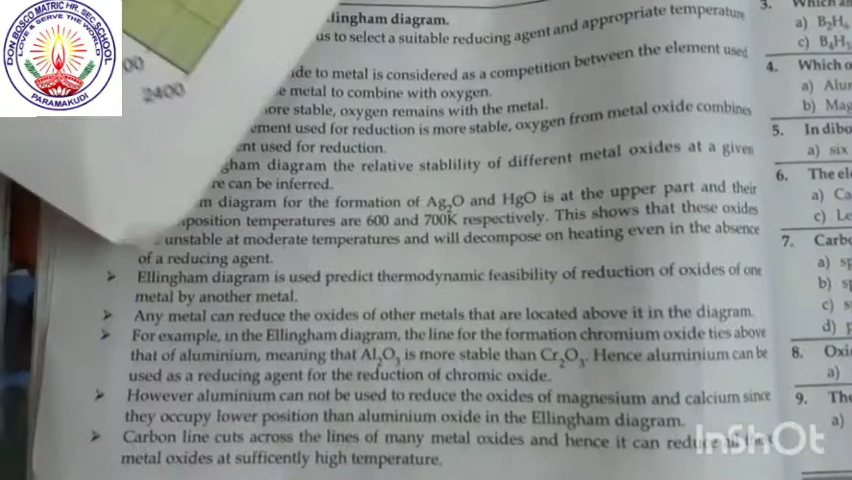 DON BOSCO MATRIC HR. SEC SCHOOL
LOVE & SERVE THE WORLD
PARAMAKUDI
00
2400
llingham diagram.
us to select a suitable reducing agent and appropriate temperature
ide to metal is considered as a competition between the element used
e metal to combine with oxygen.
ore stable, oxygen remains with the metal.
ement used for reduction is more stable, oxygen from metal oxide combines
ent used for reduction.
gham diagram the relative stablility of different metal oxides at a given
re can be inferred.
m diagram for the formation of Ag₂O and HgO is at the upper part and their
position temperatures are 600 and 700K respectively. This shows that these oxides
unstable at moderate temperatures and will decompose on heating even in the absence
of a reducing agent.
➢ Ellingham diagram is used predict thermodynamic feasibility of reduction of oxides of one
metal by another metal.
➢ Any metal can reduce the oxides of other metals that are located above it in the diagram.
➢ For example, in the Ellingham diagram, the line for the formation chromium oxide ties above
that of aluminium, meaning that Al₂O₃ is more stable than Cr₂O₃. Hence aluminium can be
used as a reducing agent for the reduction of chromic oxide.
➢ However aluminium can not be used to reduce the oxides of magnesium and calcium since
they occupy lower position than aluminium oxide in the Ellingham diagram.
➢ Carbon line cuts across the lines of many metal oxides and hence it can reduce all
metal oxides at sufficently high temperature.
3. Which
a) B₂H₆
c) B₄H
4. Which o
a) Alu
b) Mag
5. In dibo
a) six
6. The ele
a) Ca
c) Le
7. Carbo
a) sp
b) sp
c) s
d) p
8. Oxi
a)
9. The
a)
InShOt